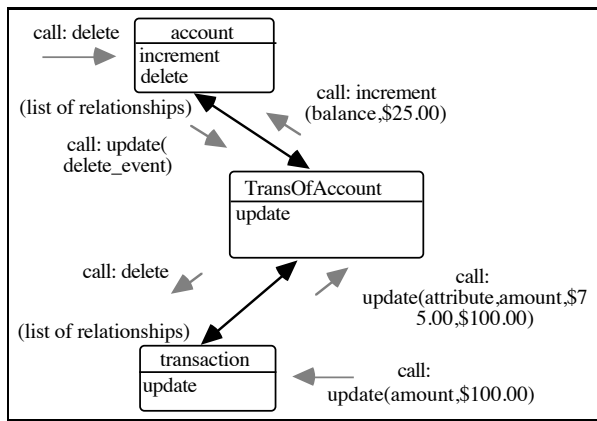 call: delete
account
increment
delete
(list of relationships)
call: increment
(balance,$25.00)
call: update(
delete_event)
TransOfAccount
update
call: delete
call:
update(attribute,amount,$7
5.00,$100.00)
(list of relationships)
transaction
update
call:
update(amount,$100.00)